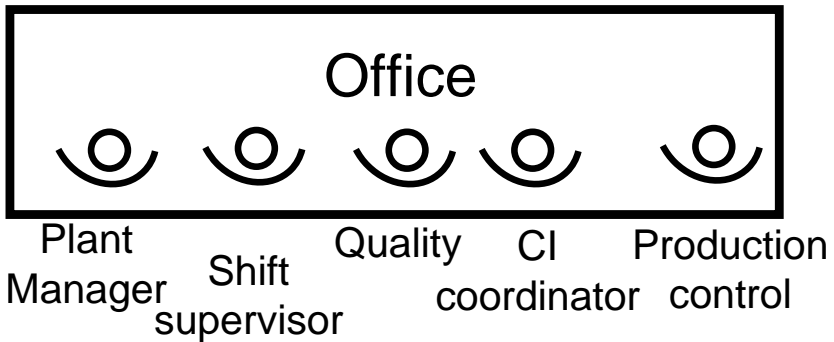 Office
Plant
Manager
Shift
supervisor
Quality
CI
coordinator
Production
control